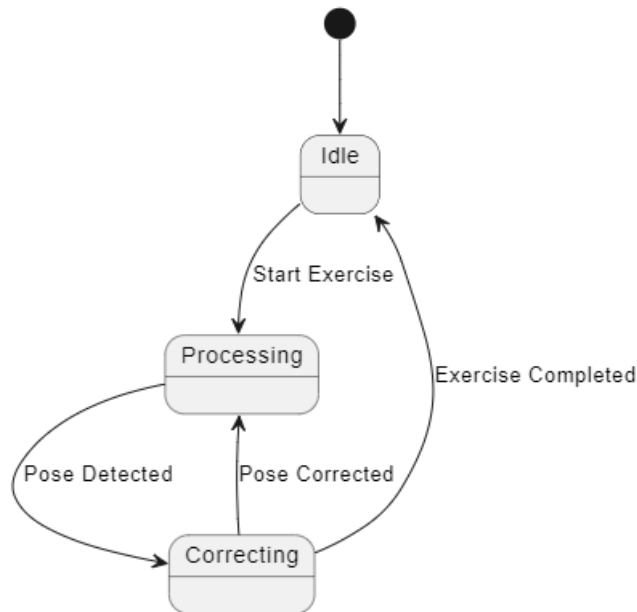 Idle
Start Exercise
Processing
Exercise Completed
Pose Detected
Pose Corrected
Correcting